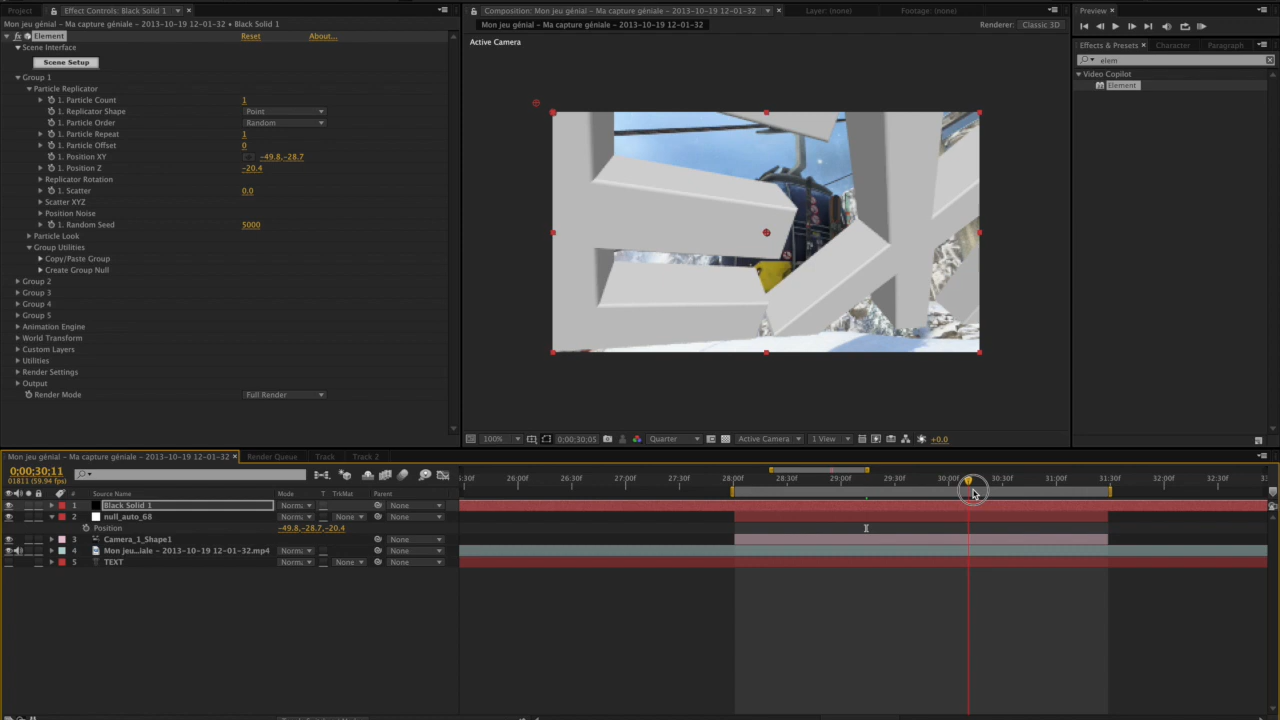 Project
Effect Controls: Black Solid 1
Mon jeu génial – Ma capture géniale – 2013-10-19 12-01-32 • Black Solid 1
fx Element Reset About...
Scene Interface
Scene Setup
Group 1
Particle Replicator
1. Particle Count 1
1. Replicator Shape Point
1. Particle Order Random
1. Particle Repeat 1
1. Particle Offset 0
1. Position XY -49.8,-28.7
1. Position Z -20.4
Replicator Rotation
1. Scatter 0.0
Scatter XYZ
Position Noise
1. Random Seed 5000
Particle Look
Group Utilities
Copy/Paste Group
Create Group Null
Group 2
Group 3
Group 4
Group 5
Animation Engine
World Transform
Custom Layers
Utilities
Render Settings
Output
Render Mode Full Render
Composition: Mon jeu génial – Ma capture géniale – 2013-10-19 12-01-32
Layer: (none)
Footage: (none)
Mon jeu génial – Ma capture géniale – 2013-10-19 12-01-32
Renderer: Classic 3D
Active Camera
100% 0;00;30;05 Quarter Active Camera 1 View +0.0
Preview
Effects & Presets Character Paragraph
elem
Video Copilot
Element
Mon jeu génial – Ma capture géniale – 2013-10-19 12-01-32 Render Queue Track Track 2
0;00;30;11
01811 (59.94 fps)
# Source Name Mode T TrkMat Parent
1 Black Solid 1 Norm None
2 null_auto_68 Norm None None
Position -49.8,-28.7,-20.4
3 Camera_1_Shape1 None
4 Mon jeu...iale – 2013-10-19 12-01-32.mp4 Norm None None
5 TEXT Norm None None
26:00f 26:30f 27:00f 27:30f 28:00f 28:30f 29:00f 29:30f 30:00f 30:30f 31:00f 31:30f 32:00f 32:30f